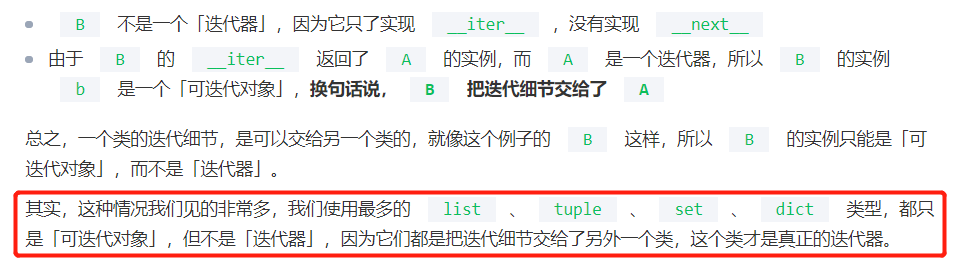 B 不是一个「迭代器」，因为它只了实现 __iter__ ，没有实现 __next__
由于 B 的 __iter__ 返回了 A 的实例，而 A 是一个迭代器，所以 B 的实例
b 是一个「可迭代对象」，换句话说， B 把迭代细节交给了 A
总之，一个类的迭代细节，是可以交给另一个类的，就像这个例子的 B 这样，所以 B 的实例只能是「可
迭代对象」，而不是「迭代器」。
其实，这种情况我们见的非常多，我们使用最多的 list 、 tuple 、 set 、 dict 类型，都只
是「可迭代对象」，但不是「迭代器」，因为它们都是把迭代细节交给了另外一个类，这个类才是真正的迭代器。